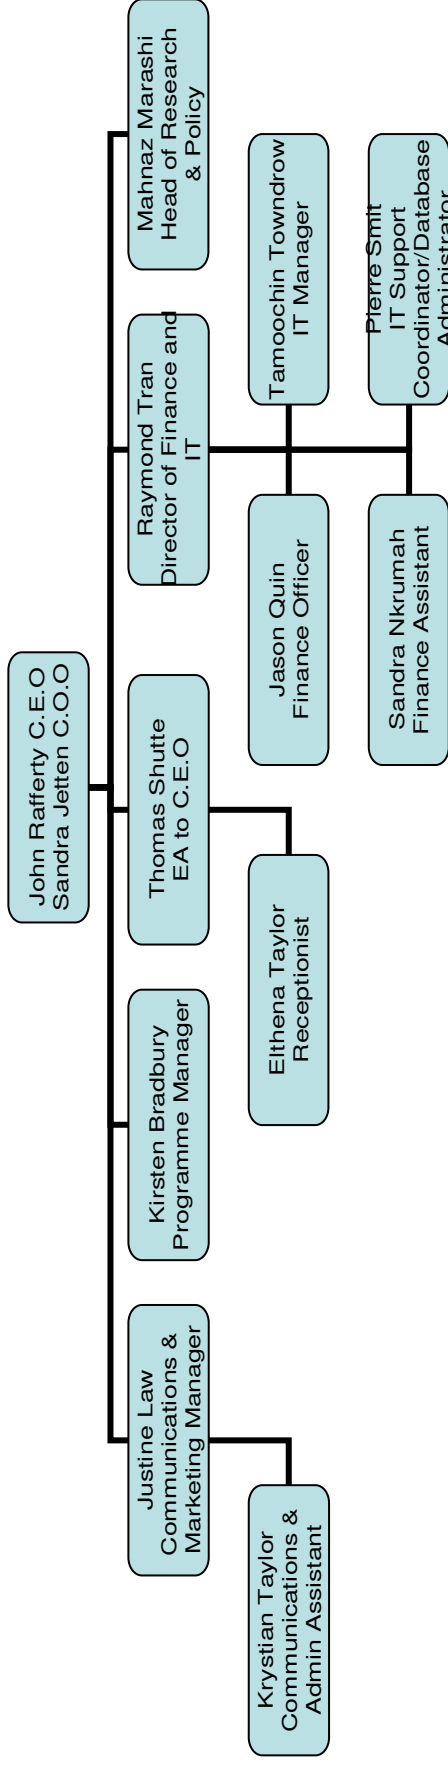 John Rafferty C.E.O
Sandra Jetten C.O.O
Justine Law
Communications &
Marketing Manager
Kirsten Bradbury
Programme Manager
Thomas Shutte
EA to C.E.O
Raymond Tran
Director of Finance and
IT
Mahnaz Marashi
Head of Research
& Policy
Krystian Taylor
Communications &
Admin Assistant
Elthena Taylor
Receptionist
Jason Quin
Finance Officer
Tamoochin Towndrow
IT Manager
Sandra Nkrumah
Finance Assistant
Pierre Smit
IT Support
Coordinator/Database
Administrator